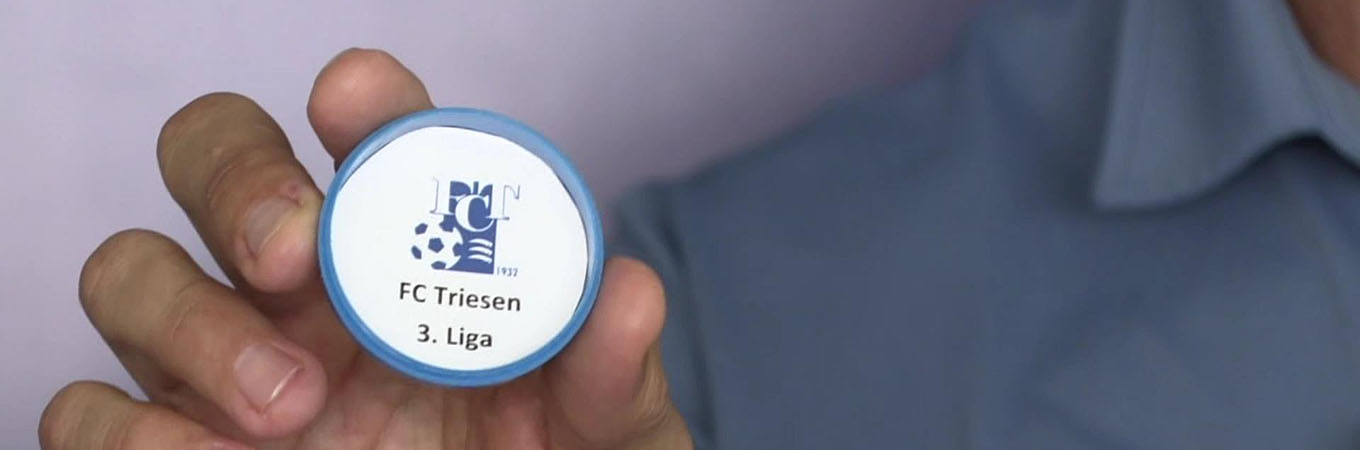 FCT
1932
FC Triesen
3. Liga